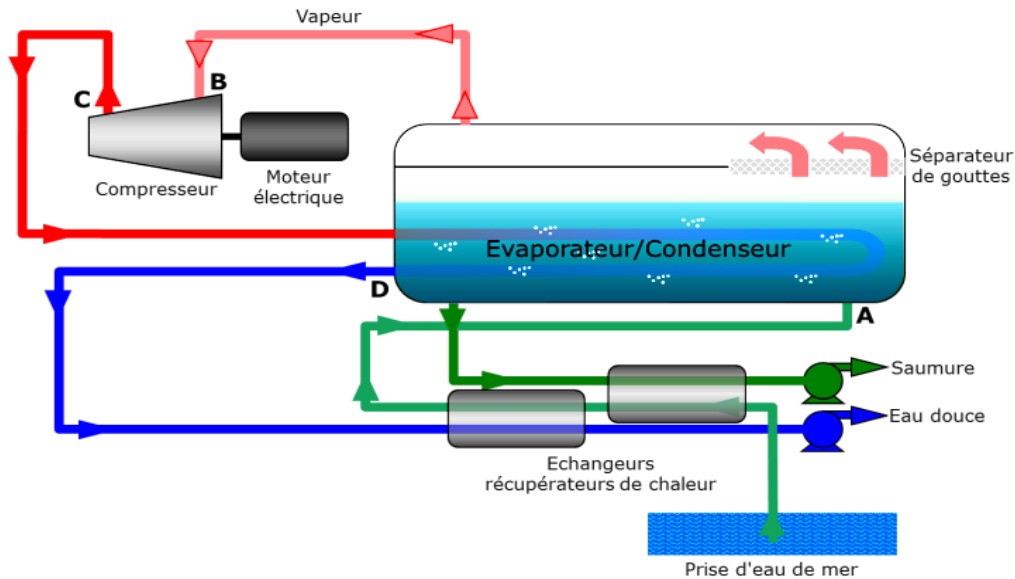 Vapeur
B
C
Compresseur
Moteur
électrique
Séparateur
de gouttes
Evaporateur/Condenseur
D
A
Saumure
Eau douce
Echangeurs
récupérateurs de chaleur
Prise d'eau de mer